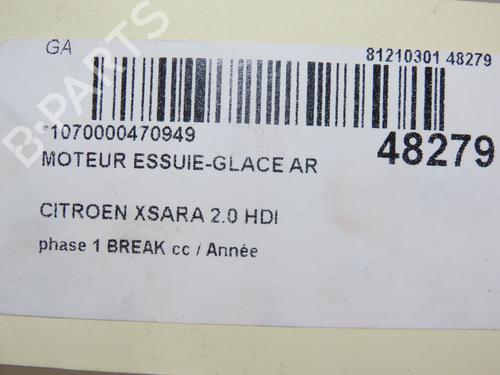 GA
81210301 48279
*1070000470949
48279
MOTEUR ESSUIE-GLACE AR
CITROEN XSARA 2.0 HDI
phase 1 BREAK cc / Année
B-PARTS